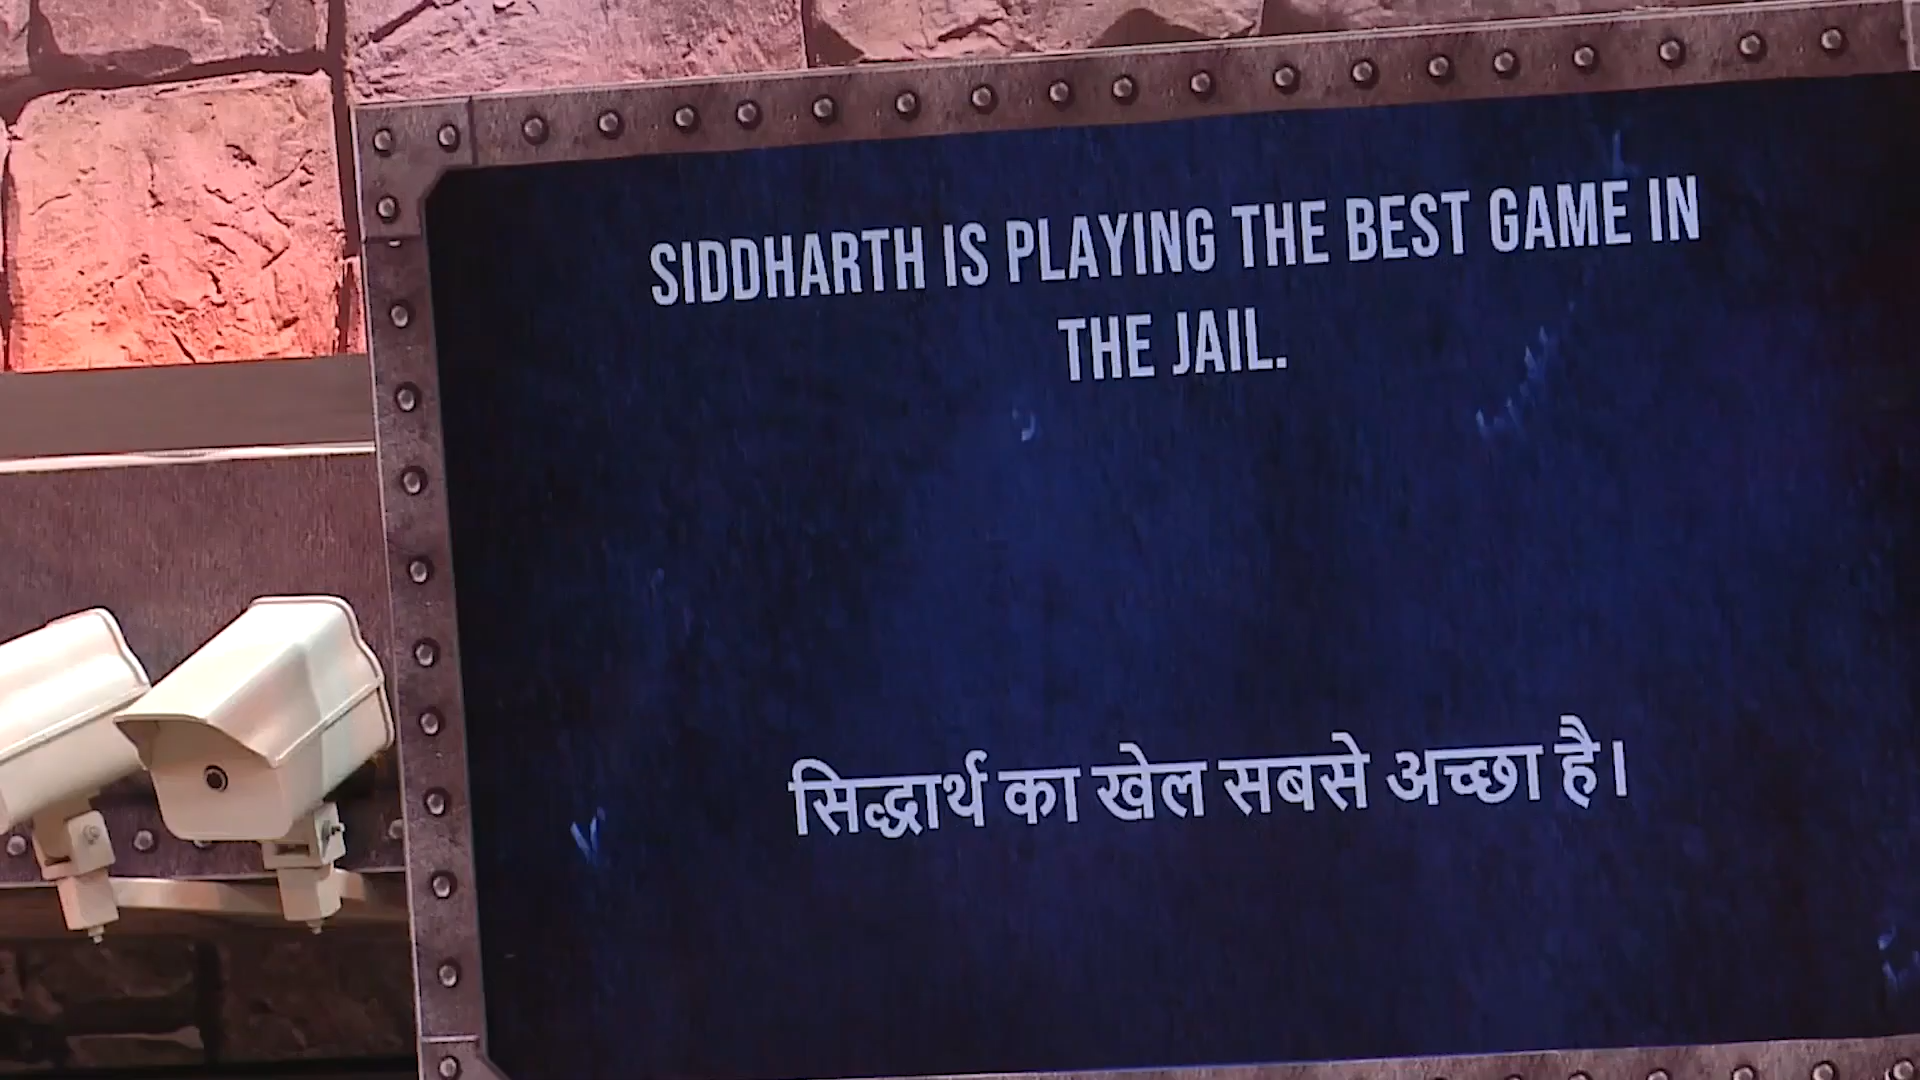 SIDDHARTH IS PLAYING THE BEST GAME IN
THE JAIL.
सिद्धार्थ का खेल सबसे अच्छा है।